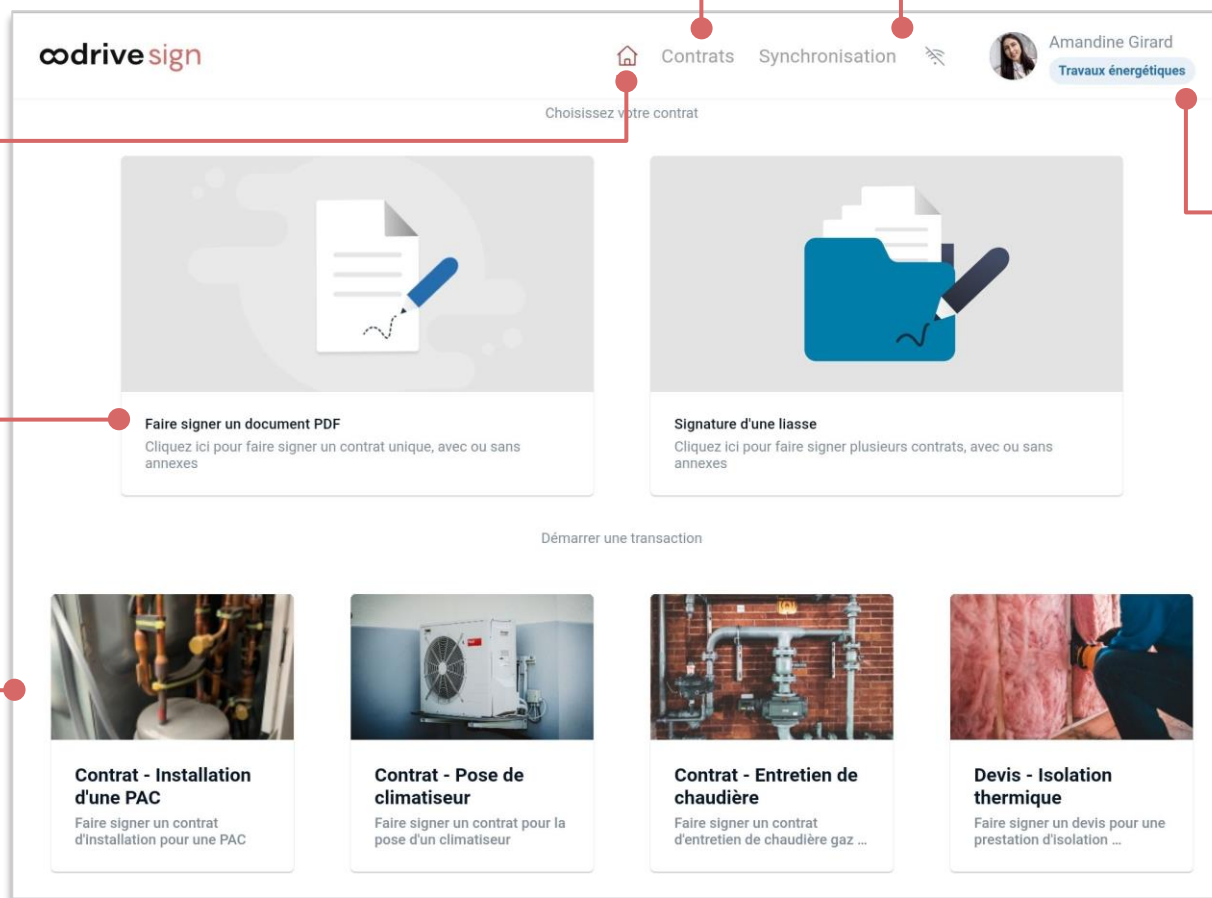 oodrive sign
Contrats Synchronisation
Amandine Girard
Travaux énergétiques
Choisissez votre contrat
Faire signer un document PDF
Cliquez ici pour faire signer un contrat unique, avec ou sans
annexes
Signature d'une liasse
Cliquez ici pour faire signer plusieurs contrats, avec ou sans
annexes
Démarrer une transaction
Contrat - Installation
d'une PAC
Faire signer un contrat
d'installation pour une PAC
Contrat - Pose de
climatiseur
Faire signer un contrat pour la
pose d'un climatiseur
Contrat - Entretien de
chaudière
Faire signer un contrat
d'entretien de chaudière gaz ...
Devis - Isolation
thermique
Faire signer un devis pour une
prestation d'isolation ...